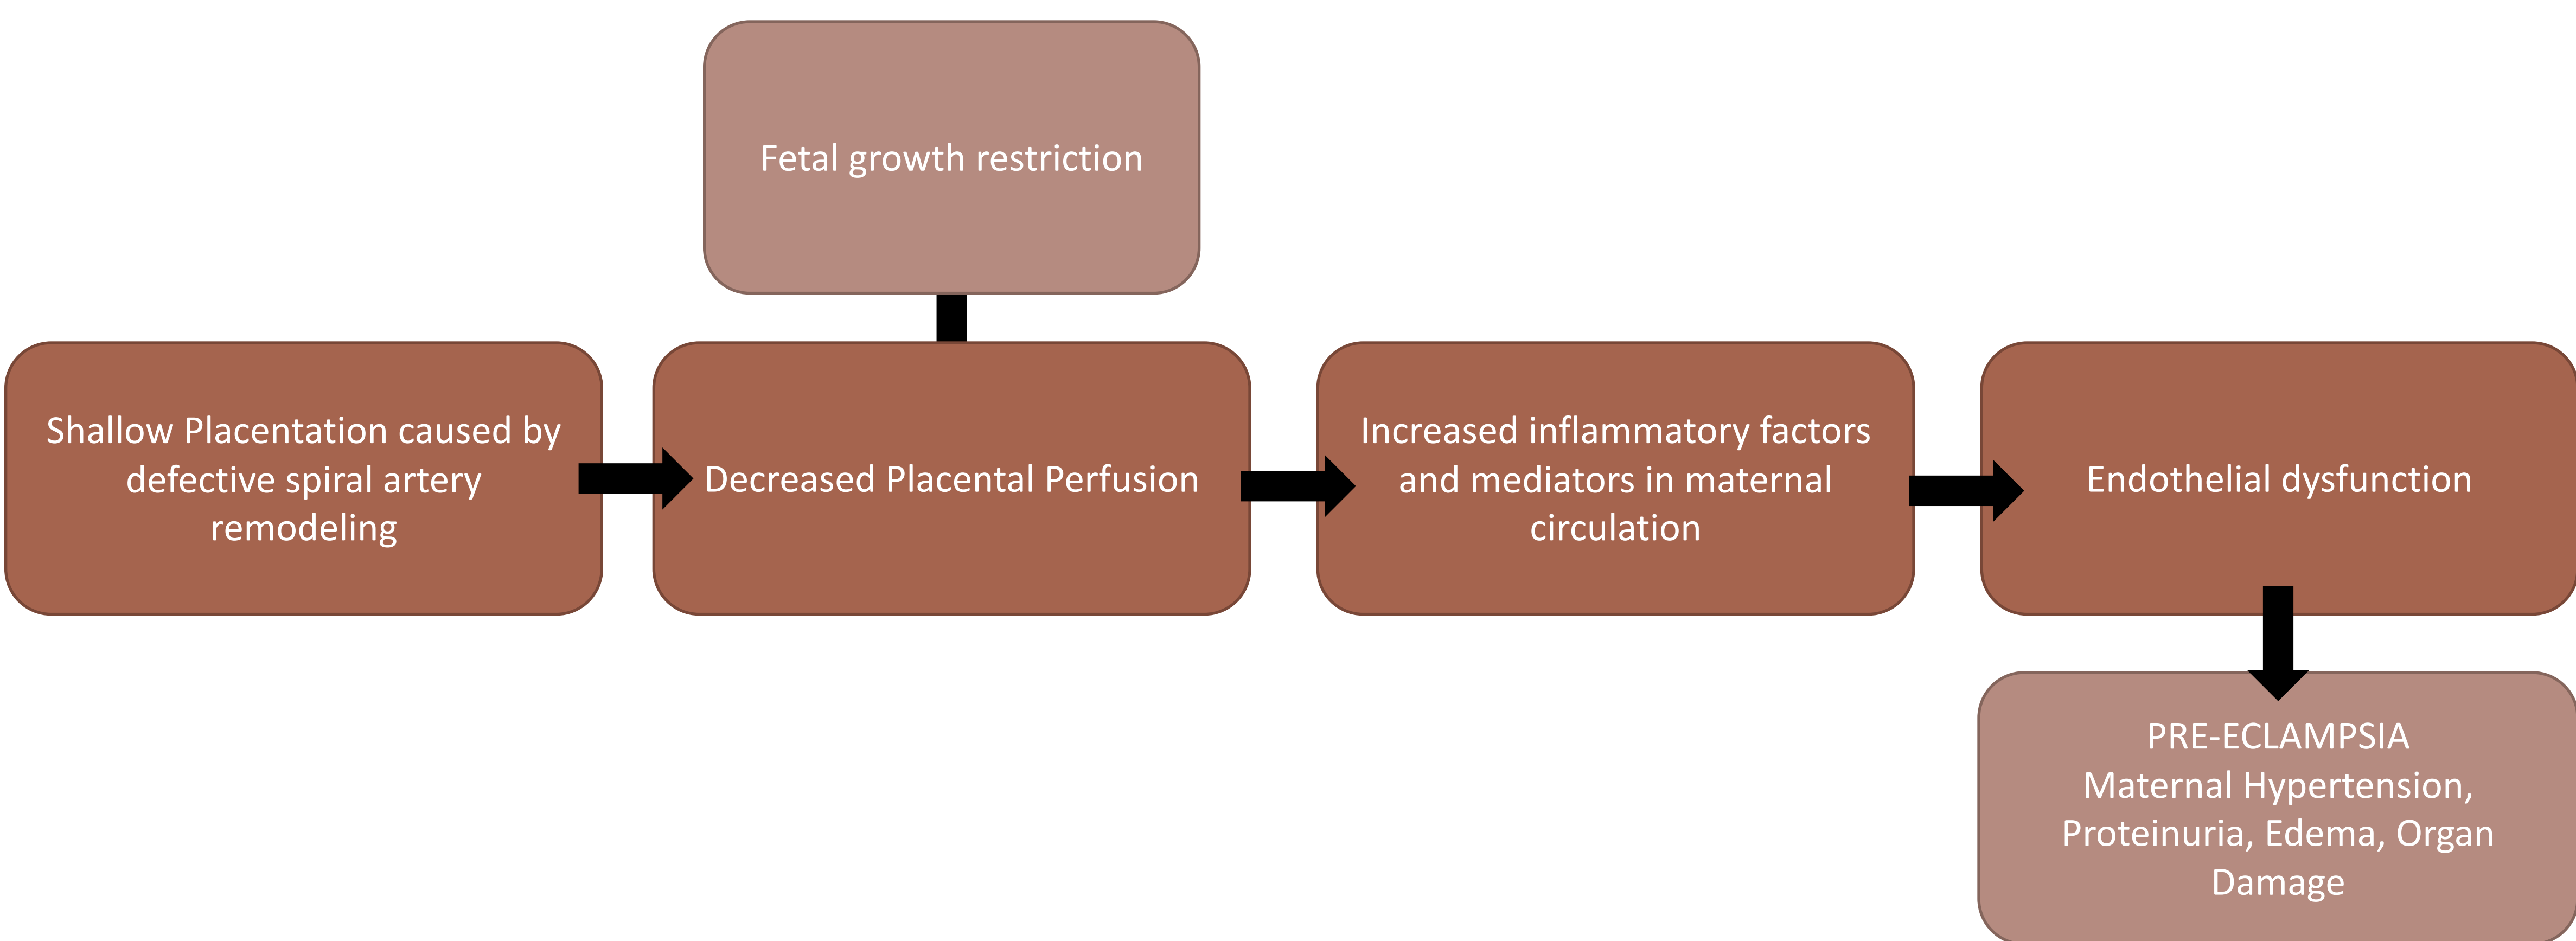 Fetal growth restriction
Shallow Placentation caused by
defective spiral artery
remodeling
Decreased Placental Perfusion
Increased inflammatory factors
and mediators in maternal
circulation
Endothelial dysfunction
PRE-ECLAMPSIA
Maternal Hypertension,
Proteinuria, Edema, Organ
Damage